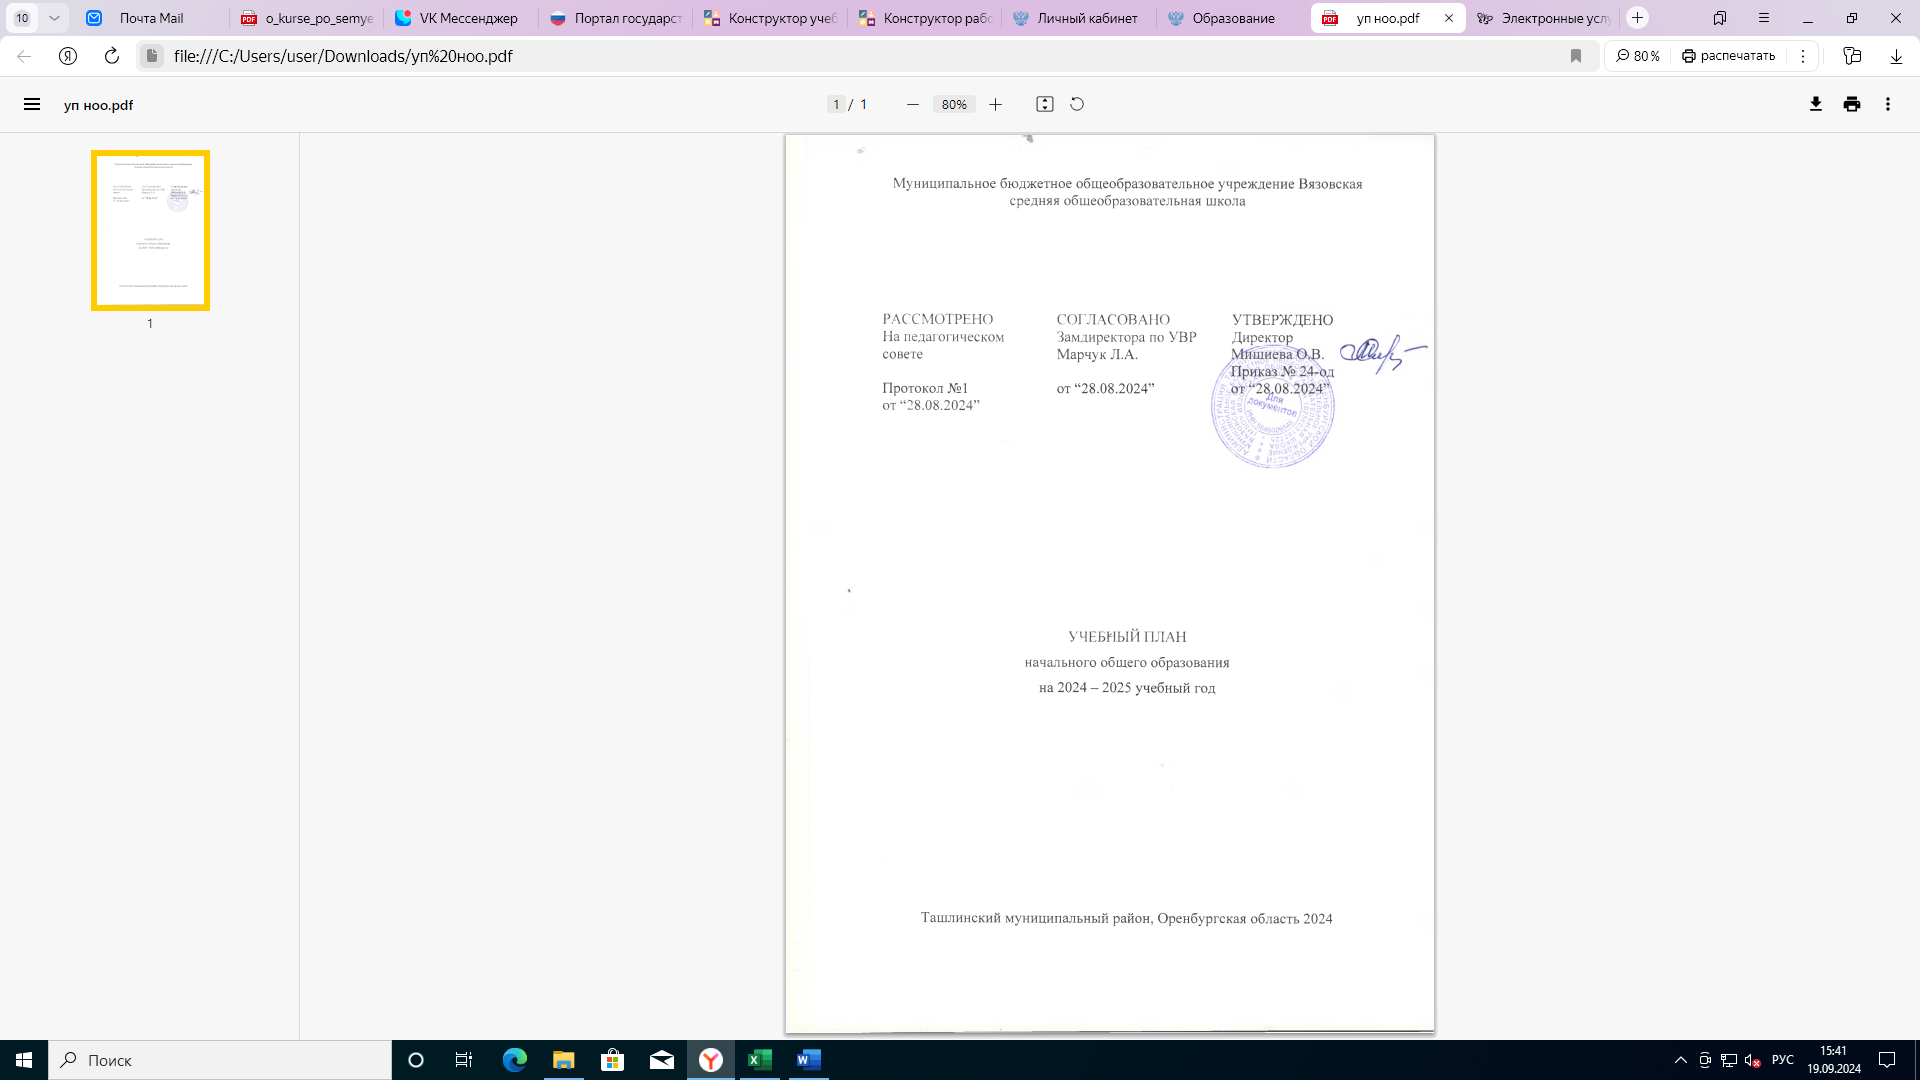 10
Почта Mail
o_kurse_po_semye
VK Мессенджер
Портал государст
Конструктор учеб
Конструктор рабо
Личный кабинет
Образование
уп ноо.pdf
Электронные услу
file:///C:/Users/user/Downloads/уп%20ноо.pdf
80%
распечатать
уп ноо.pdf
1 / 1
80%
1
Муниципальное бюджетное общеобразовательное учреждение Вязовская
средняя общеобразовательная школа
РАССМОТРЕНО
На педагогическом
совете
Протокол №1
от “28.08.2024”
СОГЛАСОВАНО
Замдиректора по УВР
Марчук Л.А.
от “28.08.2024”
УТВЕРЖДЕНО
Директор
Мишиева О.В.
Приказ № 24-од
от “28.08.2024”
Для
документов
УЧЕБНЫЙ ПЛАН
начального общего образования
на 2024 – 2025 учебный год
Ташлинский муниципальный район, Оренбургская область 2024
Поиск
РУС
15:41
19.09.2024